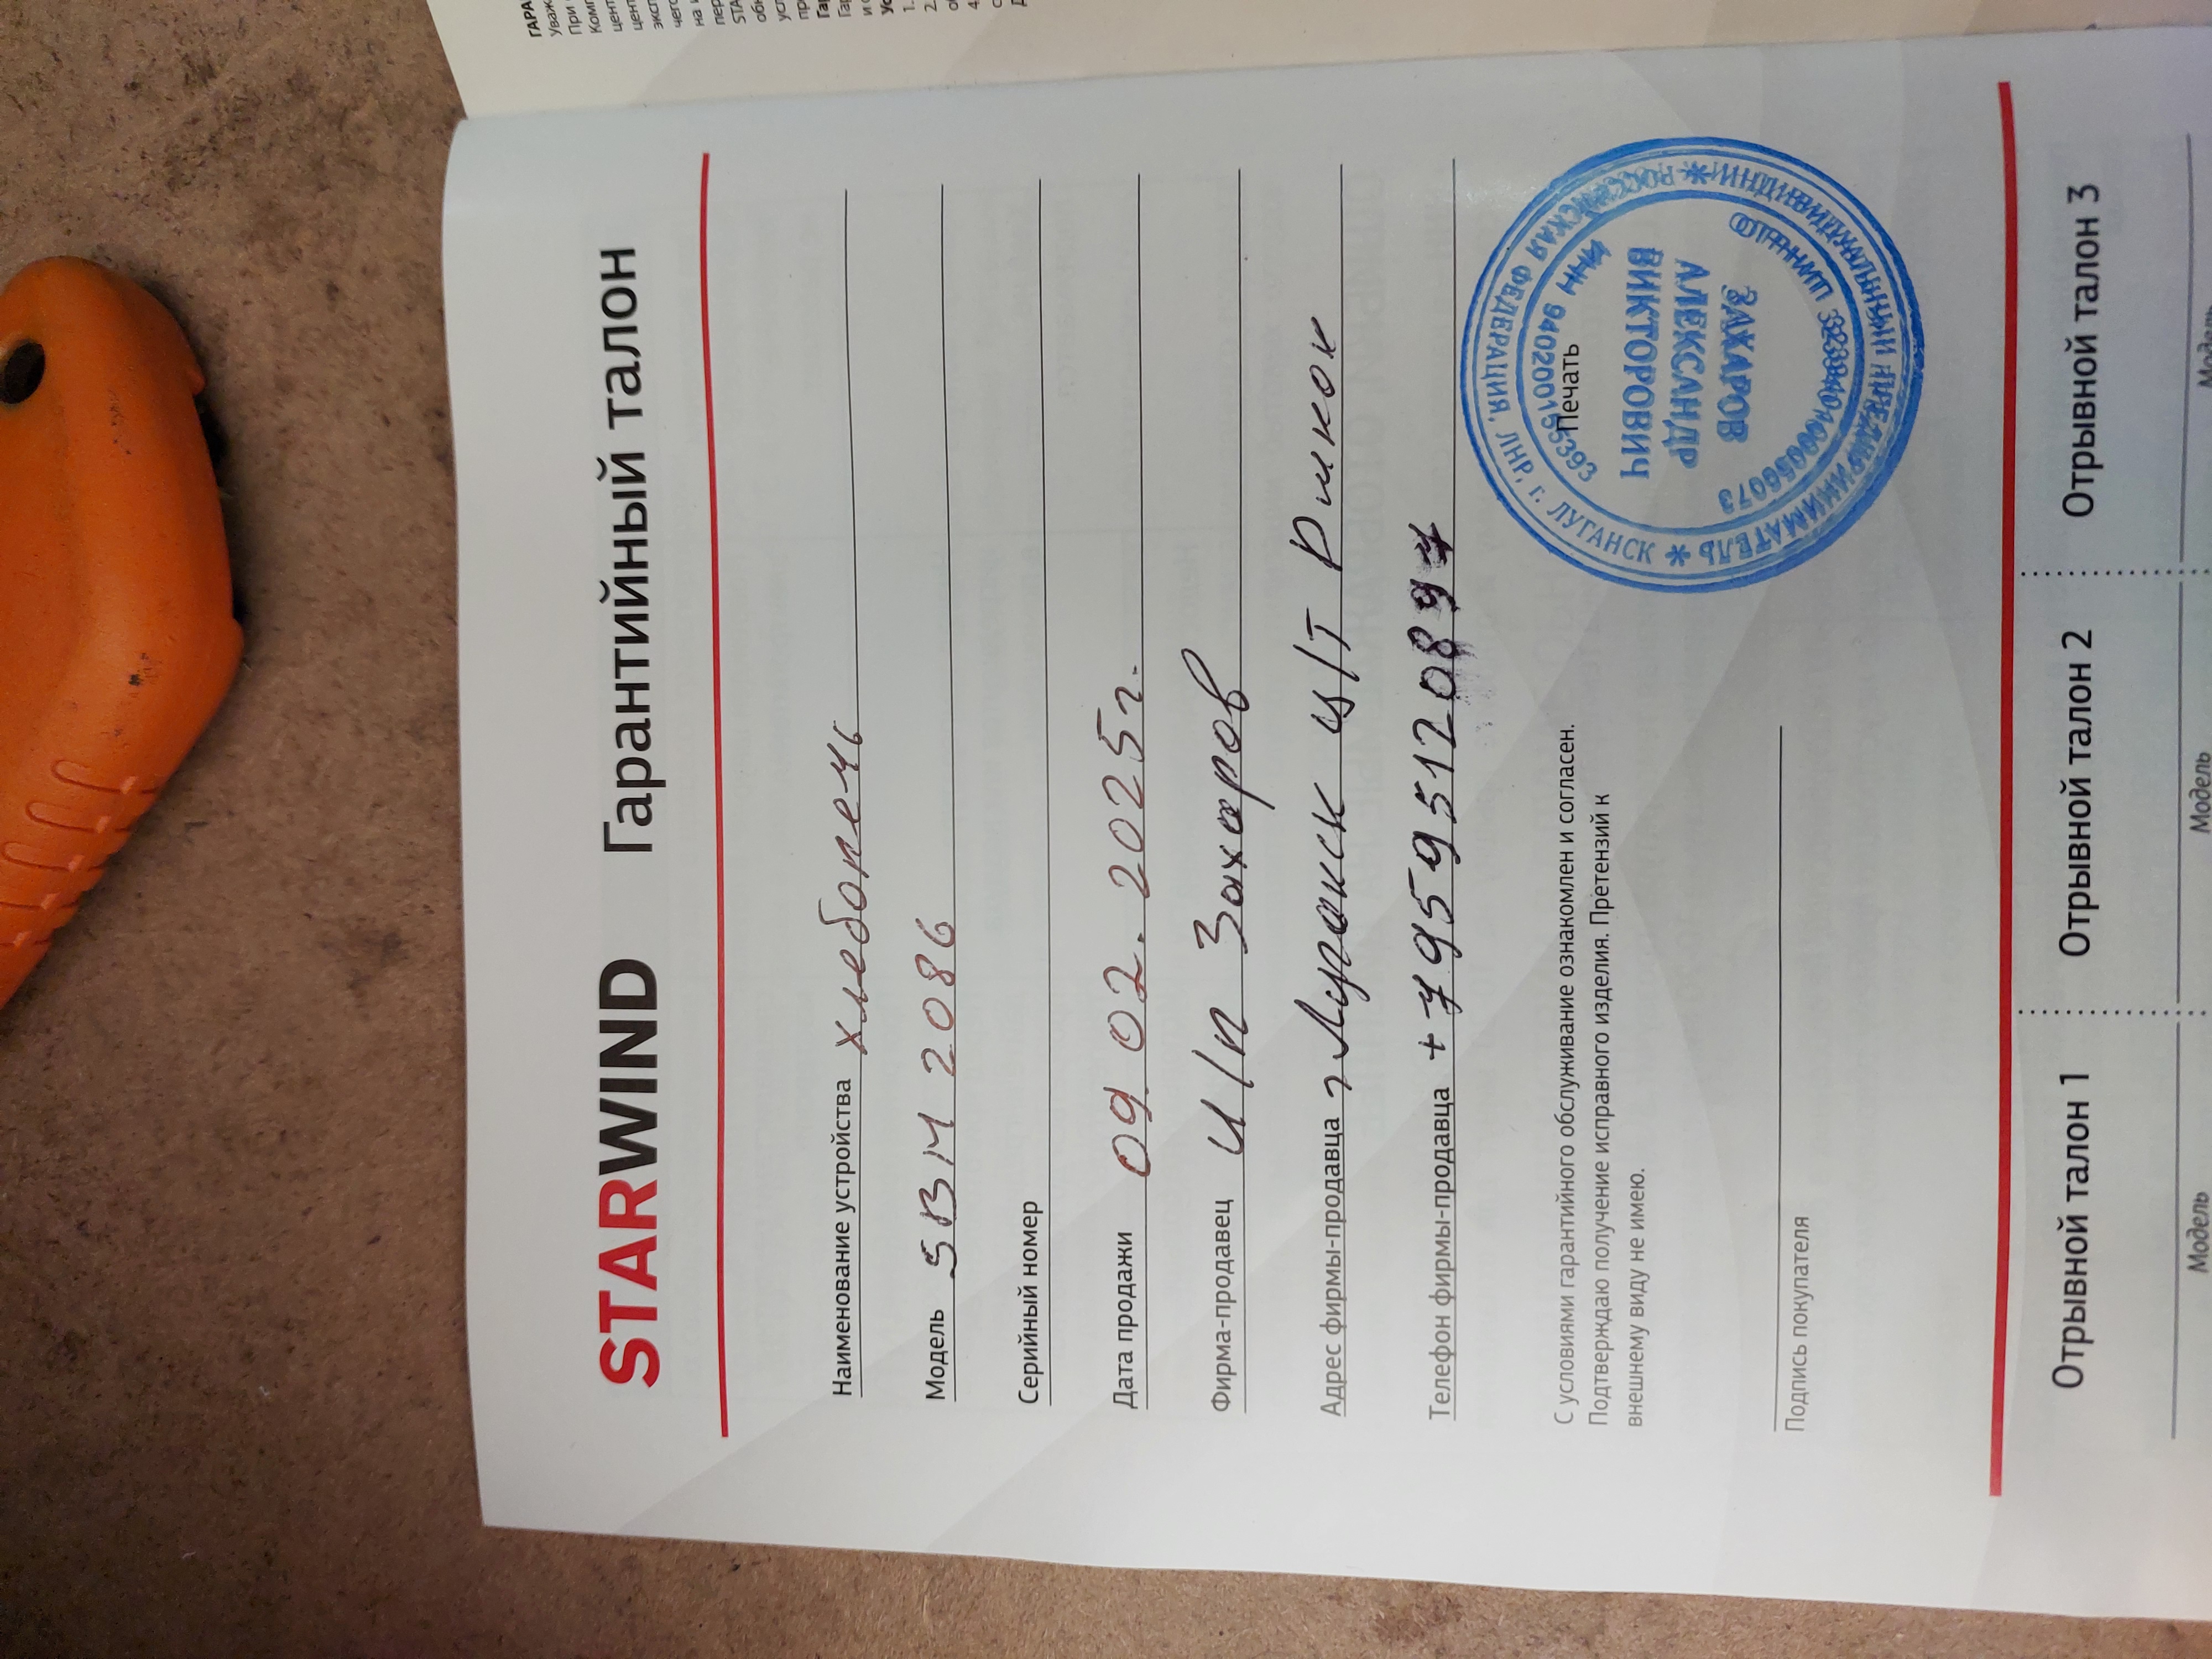 STARWIND Гарантийный талон
Наименование устройства хлебопечь
Модель SBM 2086
Серийный номер
Дата продажи 09 02. 2025г.
Фирма-продавец И/П Захаров
Адрес фирмы-продавца г Луганск ц/т Рынок
Телефон фирмы-продавца +79595120897
С условиями гарантийного обслуживание ознакомлен и согласен.
Подтверждаю получение исправного изделия. Претензий к
внешнему виду не имею.
Подпись покупателя
Печать
РОССИЙСКАЯ ФЕДЕРАЦИЯ, ЛНР, г. ЛУГАНСК
ИНДИВИДУАЛЬНЫЙ ПРЕДПРИНИМАТЕЛЬ
ИНН
ЗАХАРОВ
АЛЕКСАНДР
ВИКТОРОВИЧ
ОГРНИП
Отрывной талон 1 Отрывной талон 2 Отрывной талон 3
Модель Модель Модель